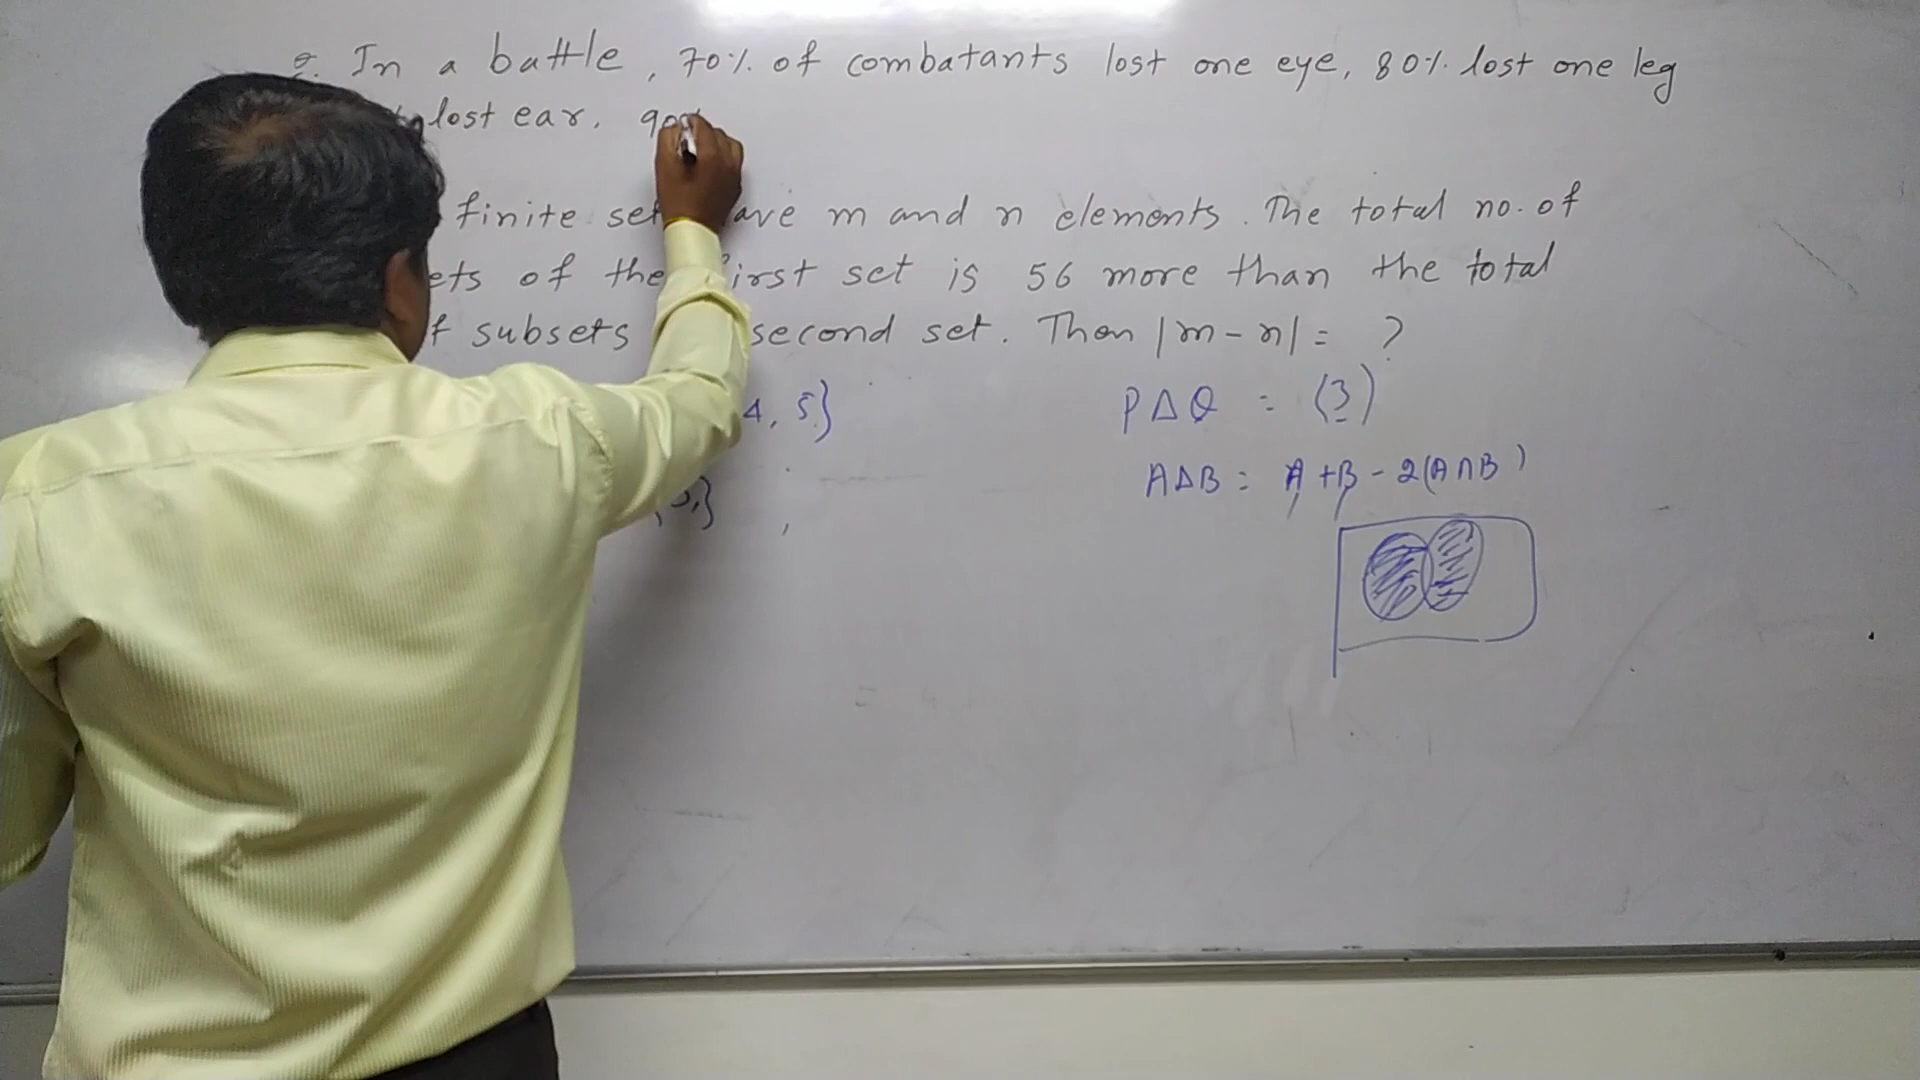 Q. In a battle, 70% of combatants lost one eye, 80% lost one leg
% lost ear. 90%
finite set ave m and n elements. The total no. of
ets of the first set is 56 more than the total
f subsets second set. Then |m-n| = ?
4, 5}
P Δ Q = (3)
A Δ B = A + B - 2(A ∩ B)